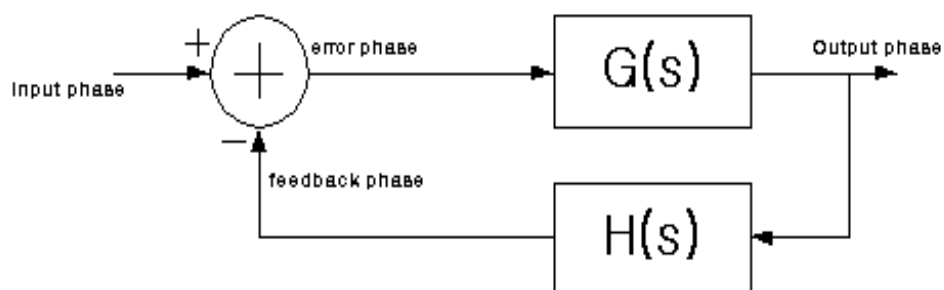 +
error phase
Output phase
G(s)
Input phase
+
−
feedback phase
H(s)